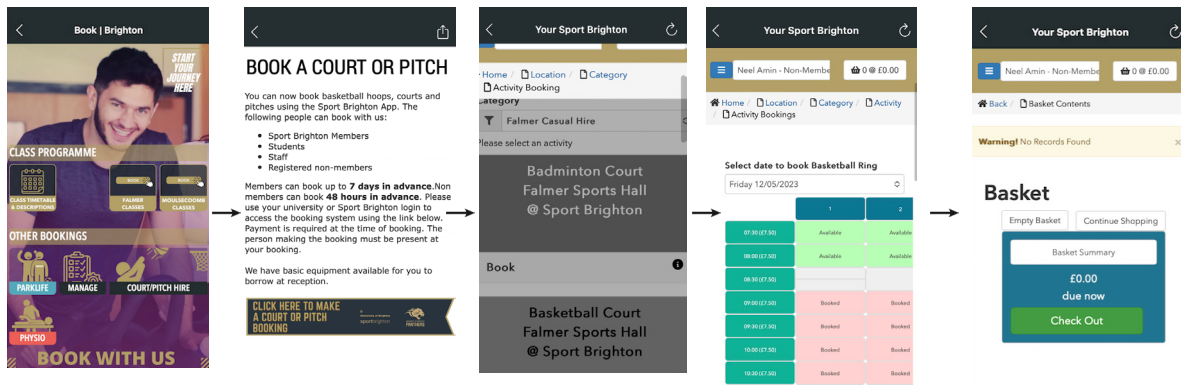 Book | Brighton
START
YOUR
JOURNEY
HERE
CLASS PROGRAMME
CLASS TIMETABLE
& DESCRIPTIONS
BOOK
FALMER
CLASSES
BOOK
MOULSECOOMB
CLASSES
OTHER BOOKINGS
PARKLIFE
MANAGE
COURT/PITCH HIRE
PHYSIO
BOOK WITH US
BOOK A COURT OR PITCH
You can now book basketball hoops, courts and
pitches using the Sport Brighton App. The
following people can book with us:
• Sport Brighton Members
• Students
• Staff
• Registered non-members
Members can book up to 7 days in advance.Non
members can book 48 hours in advance. Please
use your university or Sport Brighton login to
access the booking system using the link below.
Payment is required at the time of booking. The
person making the booking must be present at
your booking.
We have basic equipment available for you to
borrow at reception.
CLICK HERE TO MAKE
A COURT OR PITCH
BOOKING
sportbrighton
Your Sport Brighton
Home / Location / Category
Activity Booking
Category
Falmer Casual Hire
Please select an activity
Badminton Court
Falmer Sports Hall
@ Sport Brighton
Book
Basketball Court
Falmer Sports Hall
@ Sport Brighton
Your Sport Brighton
Neel Amin - Non-Membe
0 @ £0.00
Home / Location / Category / Activity
/ Activity Bookings
Select date to book Basketball Ring
Friday 12/05/2023
1 2
07:30 (£7.50) Available Available
08:00 (£7.50) Available Available
08:30 (£7.50)
09:00 (£7.50) Booked Booked
09:30 (£7.50) Booked Booked
10:00 (£7.50) Booked Booked
10:30 (£7.50) Booked Booked
Your Sport Brighton
Neel Amin - Non-Membe
0 @ £0.00
Back / Basket Contents
Warning! No Records Found ×
Basket
Empty Basket
Continue Shopping
Basket Summary
£0.00
due now
Check Out